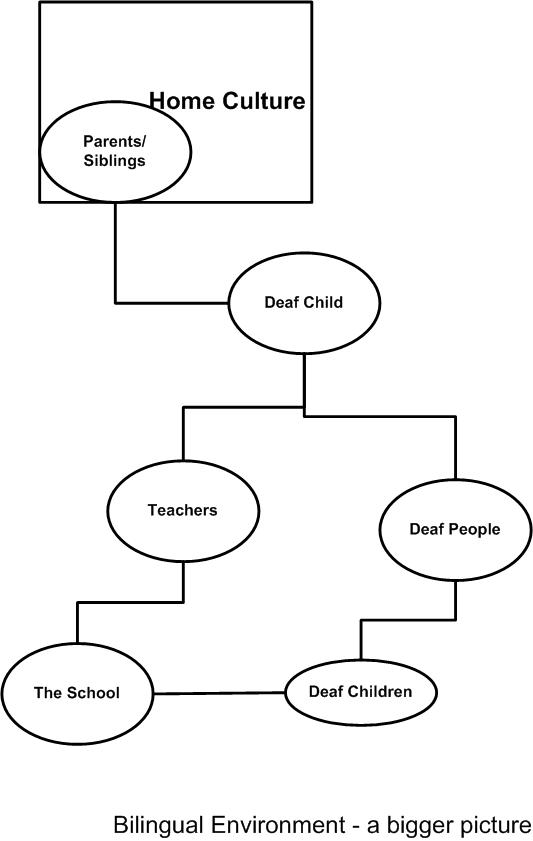 Home Culture
Parents/
Siblings
Deaf Child
Teachers
Deaf People
The School
Deaf Children
Bilingual Environment - a bigger picture